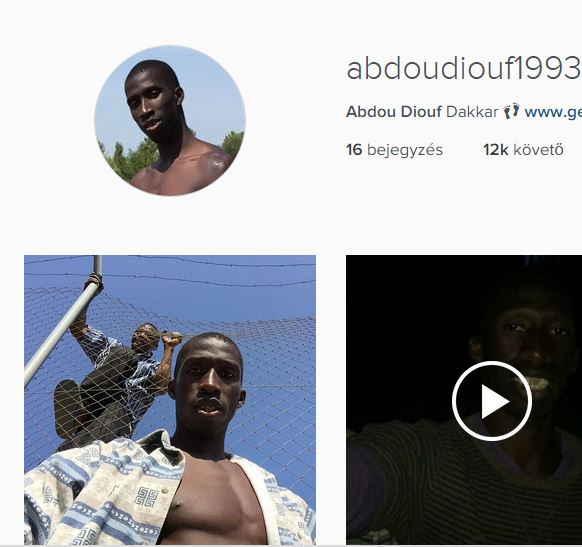 abdoudiouf1993
Abdou Diouf Dakkar 👣 www.ge
16 bejegyzés 12k követő